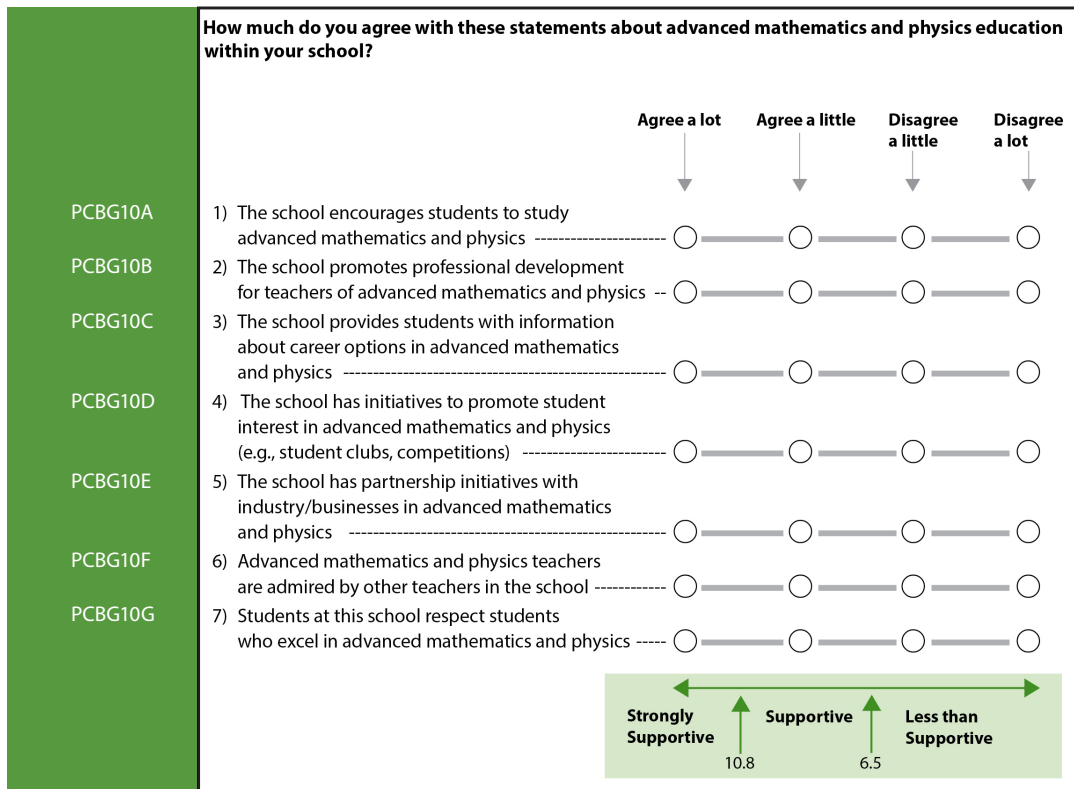 How much do you agree with these statements about advanced mathematics and physics education
within your school?
Agree a lot
Agree a little
Disagree
a little
Disagree
a lot
PCBG10A
1) The school encourages students to study
advanced mathematics and physics
PCBG10B
2) The school promotes professional development
for teachers of advanced mathematics and physics
PCBG10C
3) The school provides students with information
about career options in advanced mathematics
and physics
PCBG10D
4) The school has initiatives to promote student
interest in advanced mathematics and physics
(e.g., student clubs, competitions)
PCBG10E
5) The school has partnership initiatives with
industry/businesses in advanced mathematics
and physics
PCBG10F
6) Advanced mathematics and physics teachers
are admired by other teachers in the school
PCBG10G
7) Students at this school respect students
who excel in advanced mathematics and physics
Strongly
Supportive
Supportive
Less than
Supportive
10.8
6.5